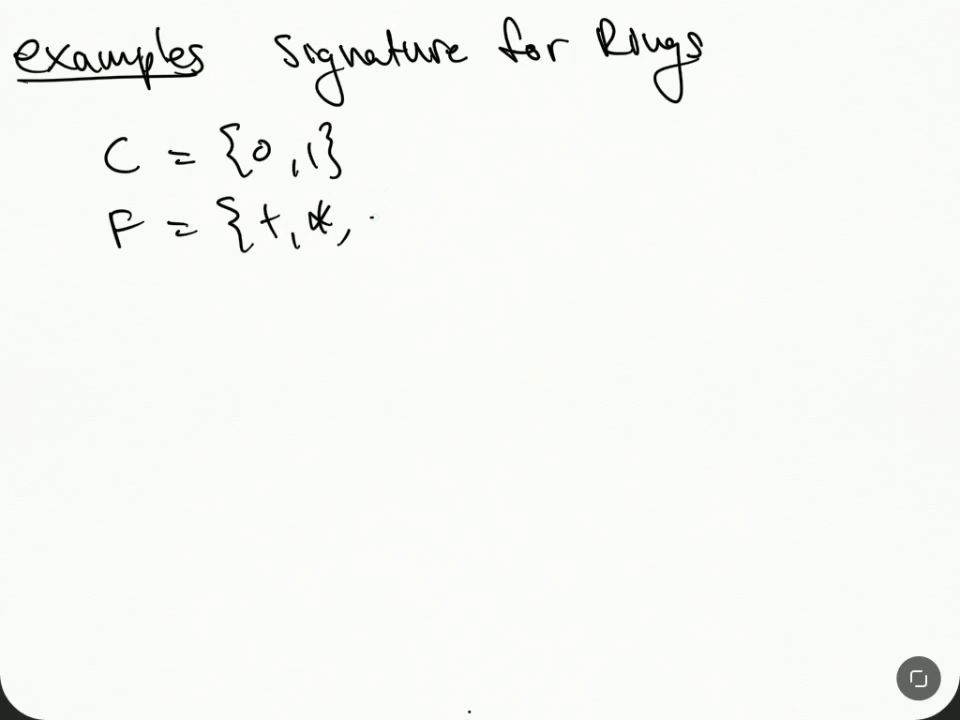 examples Signature for Rings
C = {0,1}
F = {+,*,